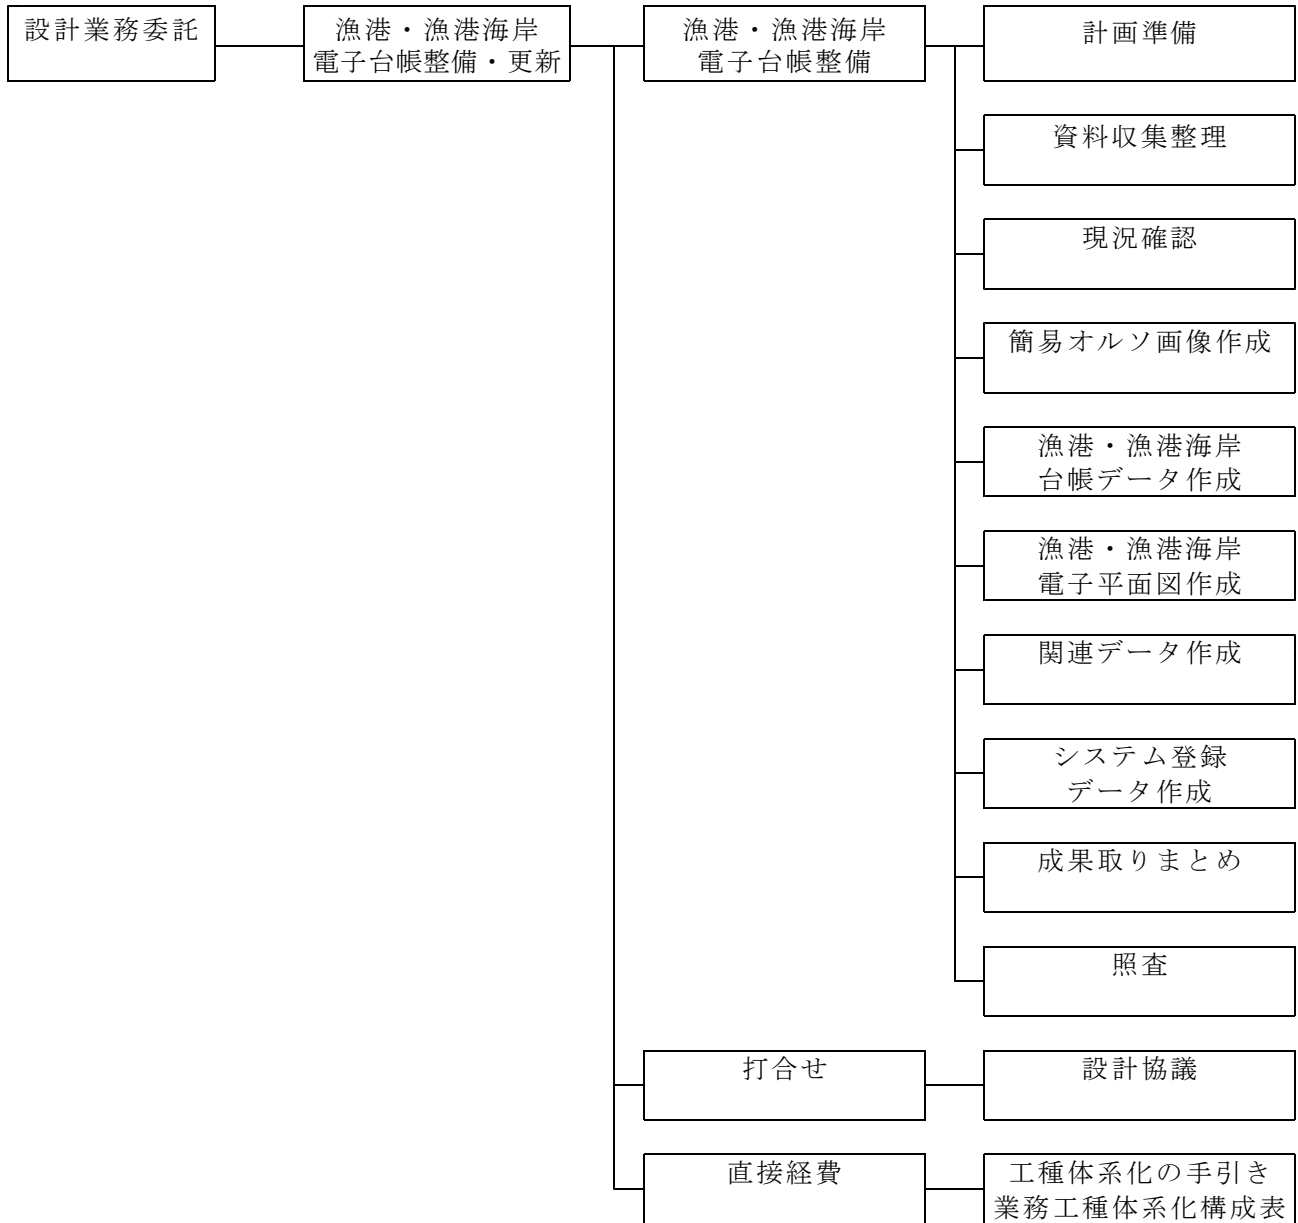 設計業務委託
漁港・漁港海岸
電子台帳整備・更新
漁港・漁港海岸
電子台帳整備
計画準備
資料収集整理
現況確認
簡易オルソ画像作成
漁港・漁港海岸
台帳データ作成
漁港・漁港海岸
電子平面図作成
関連データ作成
システム登録
データ作成
成果取りまとめ
照査
打合せ
設計協議
直接経費
工種体系化の手引き
業務工種体系化構成表